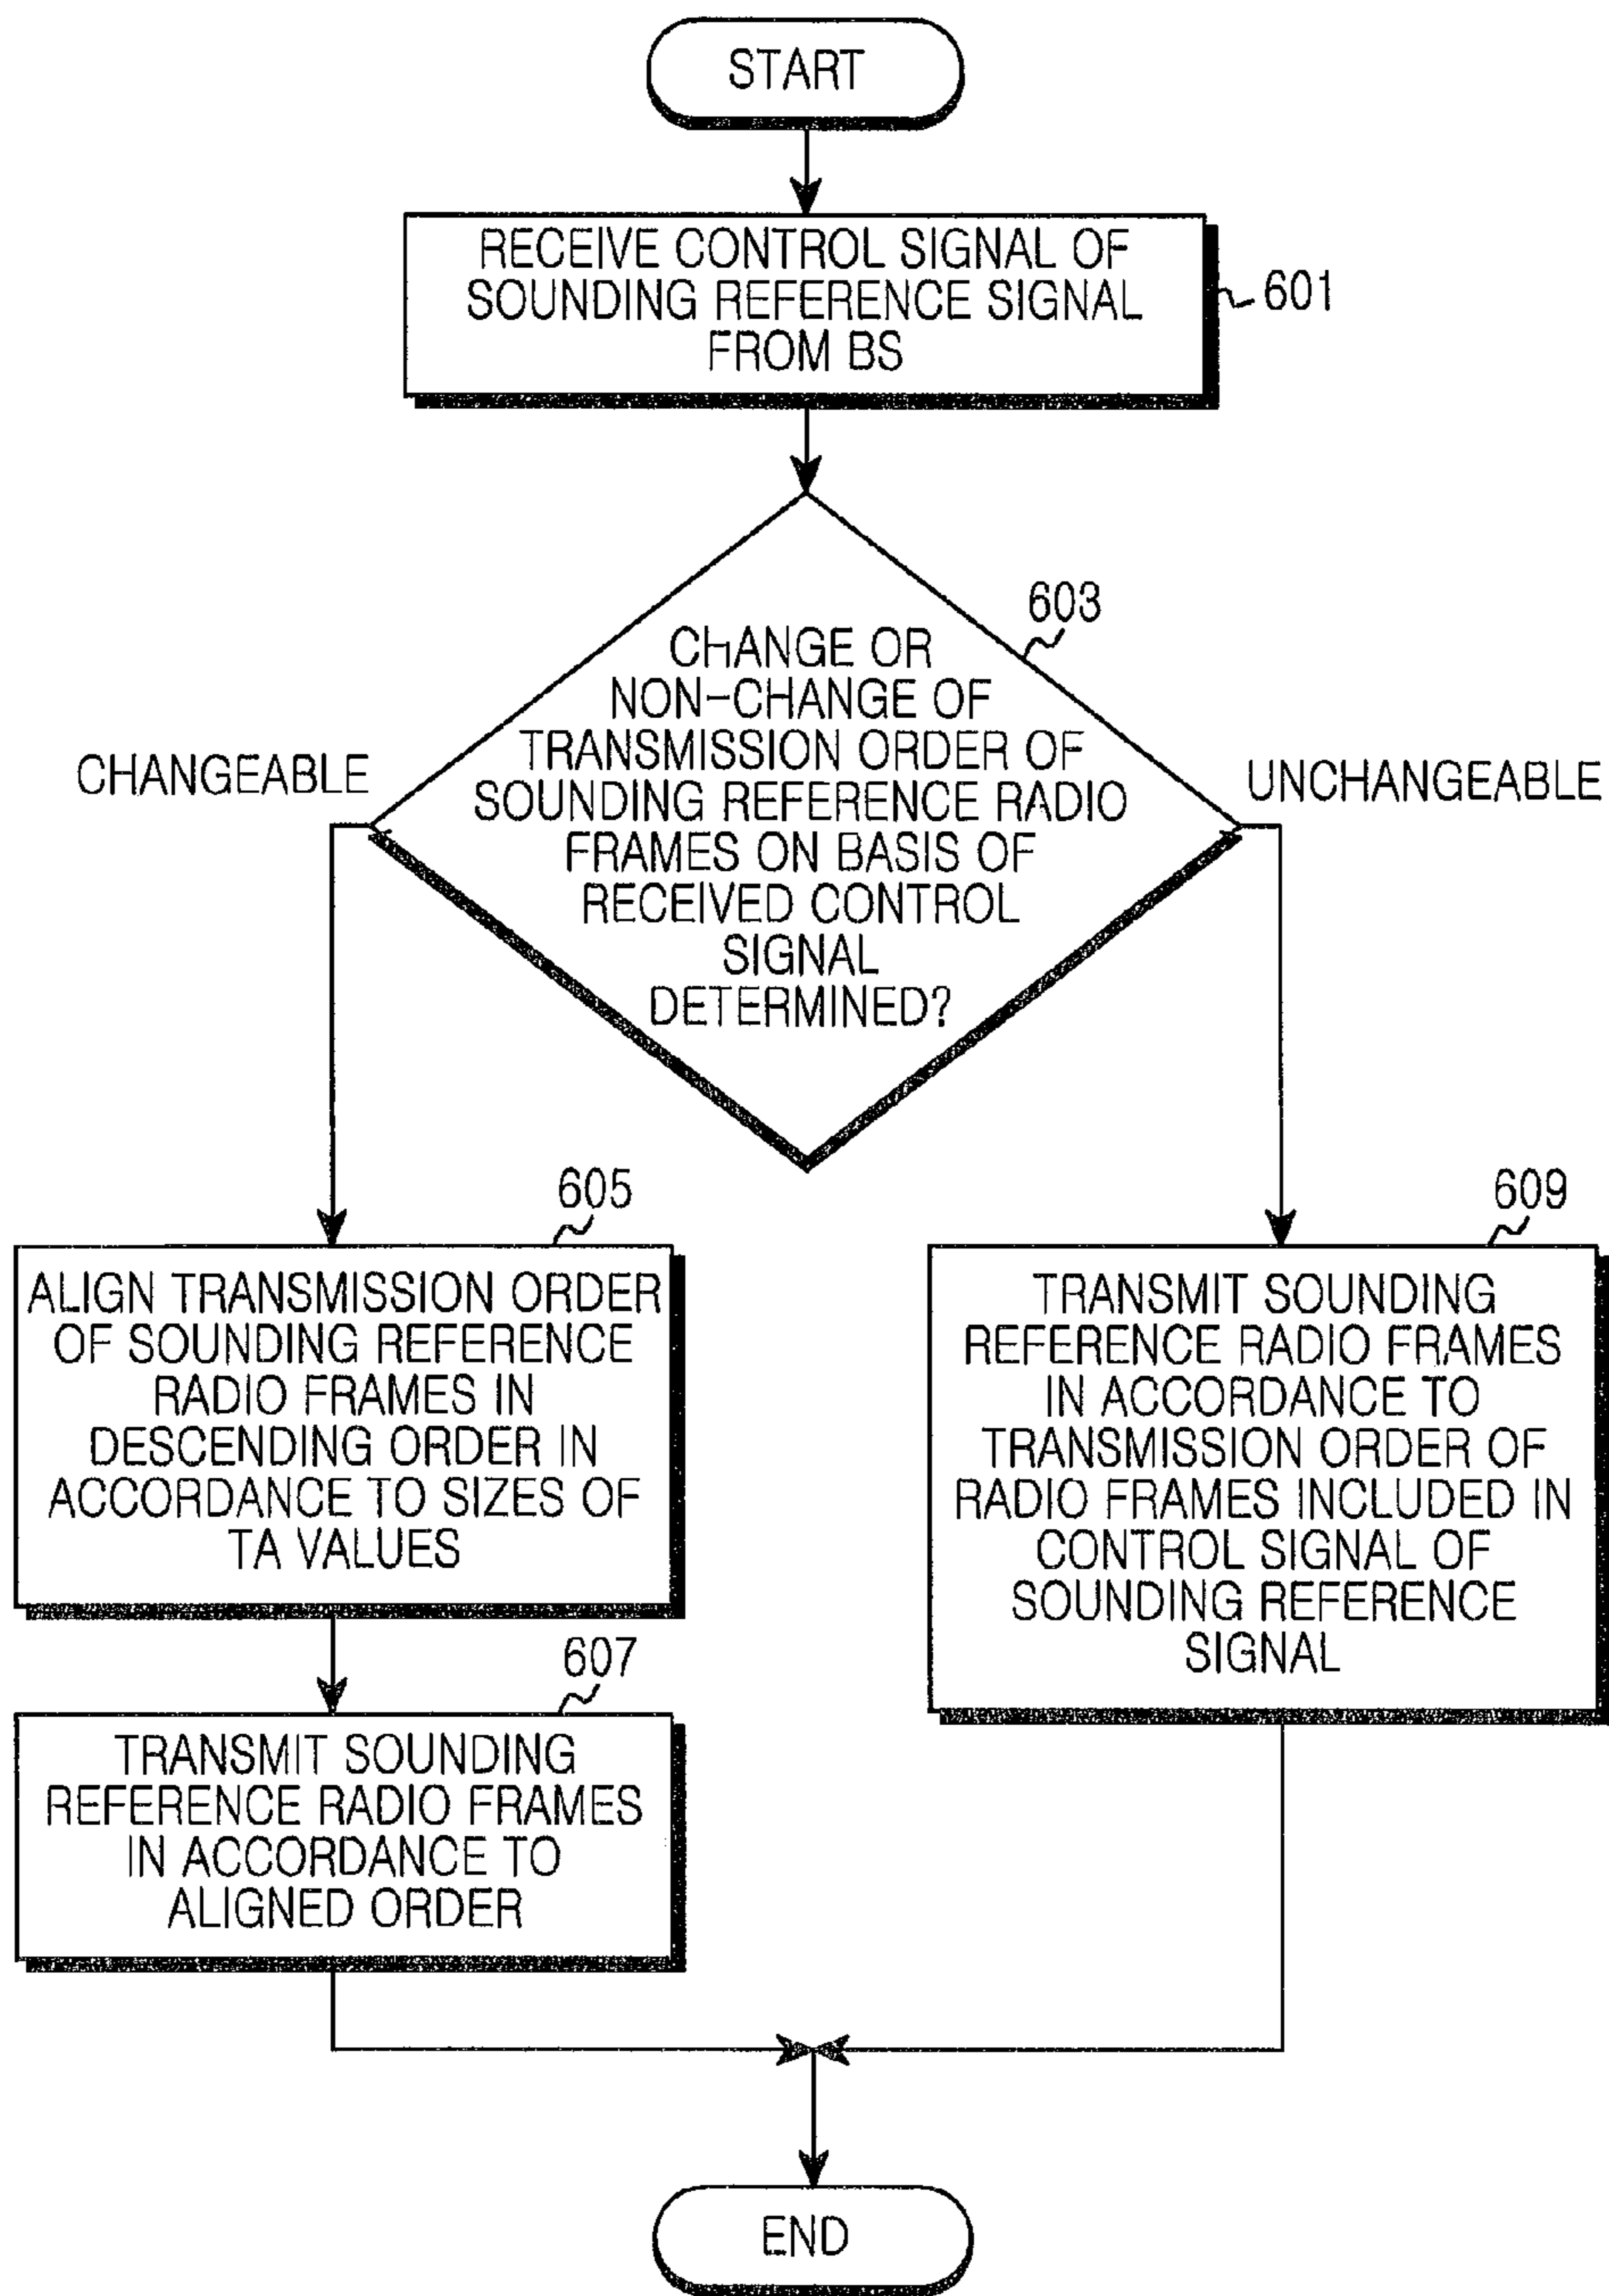 START
RECEIVE CONTROL SIGNAL OF
SOUNDING REFERENCE SIGNAL
FROM BS
601
603
CHANGE OR
NON-CHANGE OF
TRANSMISSION ORDER OF
SOUNDING REFERENCE RADIO
FRAMES ON BASIS OF
RECEIVED CONTROL
SIGNAL
DETERMINED?
CHANGEABLE
UNCHANGEABLE
605
ALIGN TRANSMISSION ORDER
OF SOUNDING REFERENCE
RADIO FRAMES IN
DESCENDING ORDER IN
ACCORDANCE TO SIZES OF
TA VALUES
607
TRANSMIT SOUNDING
REFERENCE RADIO FRAMES
IN ACCORDANCE TO
ALIGNED ORDER
609
TRANSMIT SOUNDING
REFERENCE RADIO FRAMES
IN ACCORDANCE TO
TRANSMISSION ORDER OF
RADIO FRAMES INCLUDED IN
CONTROL SIGNAL OF
SOUNDING REFERENCE
SIGNAL
END